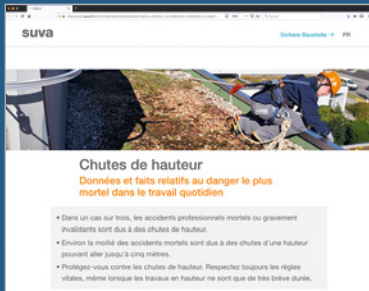 suva
Sichere Baustelle → FR
Chutes de hauteur
Données et faits relatifs au danger le plus
mortel dans le travail quotidien
• Dans un cas sur trois, les accidents professionnels mortels ou gravement
invalidants sont dus à des chutes de hauteur.
• Environ la moitié des accidents mortels sont dus à des chutes d'une hauteur
pouvant aller jusqu'à cinq mètres.
• Protégez-vous contre les chutes de hauteur. Respectez toujours les règles
vitales, même lorsque les travaux en hauteur ne sont que de très brève durée.